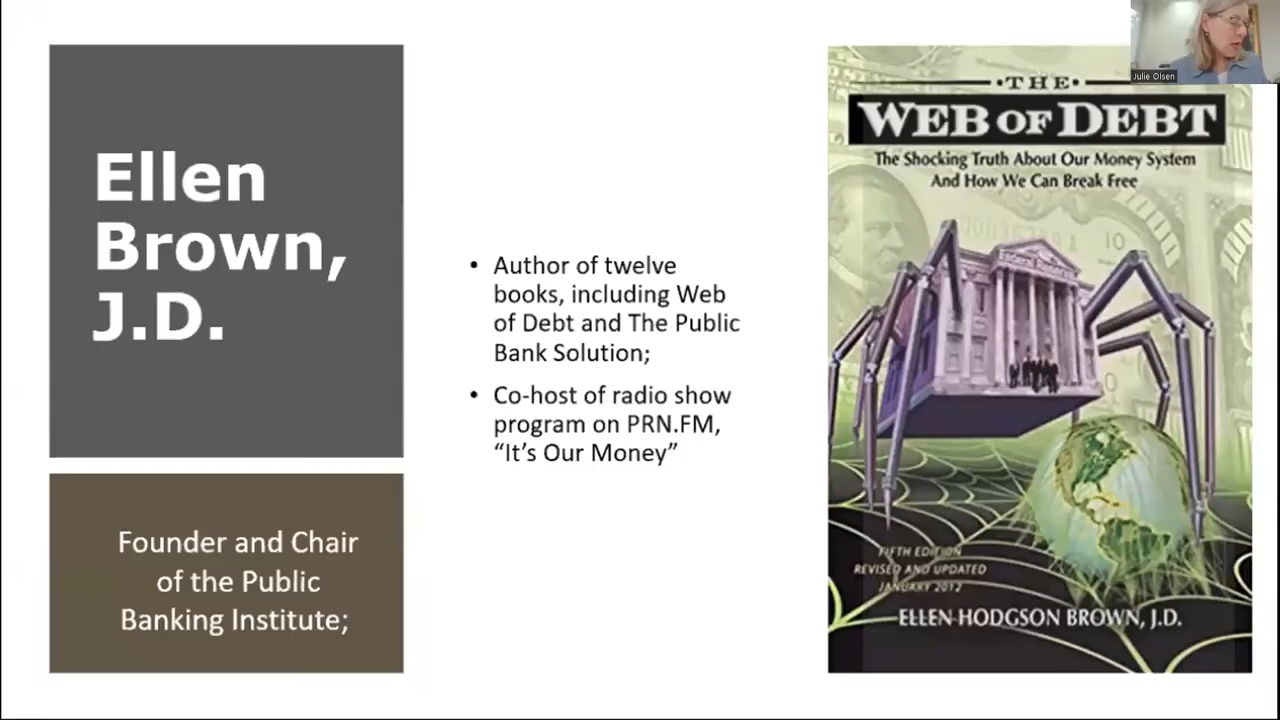 Ellen
Brown,
J.D.
Founder and Chair
of the Public
Banking Institute;
• Author of twelve
books, including Web
of Debt and The Public
Bank Solution;
• Co-host of radio show
program on PRN.FM,
“It’s Our Money”
•THE•
WEB OF DEBT
The Shocking Truth About Our Money System
And How We Can Break Free
Federal Reserve
10
FIFTH EDITION
REVISED AND UPDATED
JANUARY 2012
ELLEN HODGSON BROWN, J.D.
Julie Olsen